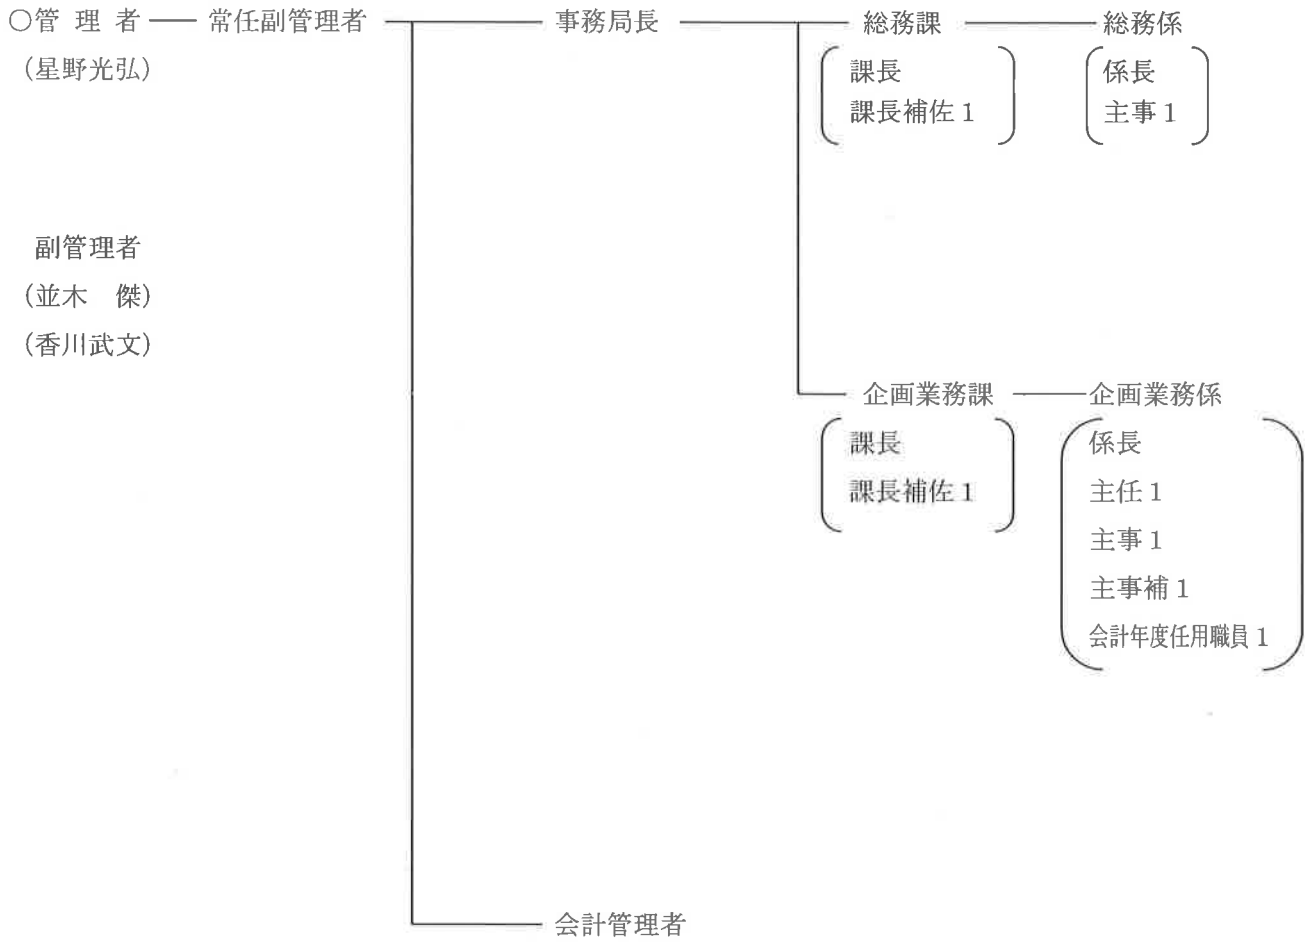 ○管理者 常任副管理者 事務局長 総務課 総務係
(星野光弘)
課長
課長補佐1
係長
主事1
副管理者
(並木 傑)
(香川武文)
企画業務課 企画業務係
課長
課長補佐1
係長
主任1
主事1
主事補1
会計年度任用職員1
会計管理者